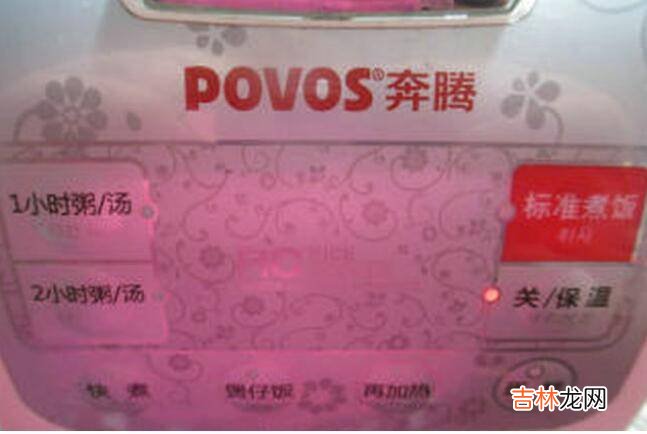 POVOS®奔腾
1小时粥/汤
标准煮饭
2小时粥/汤
关/保温
快煮
煲仔饭
再加热
吉林龙网